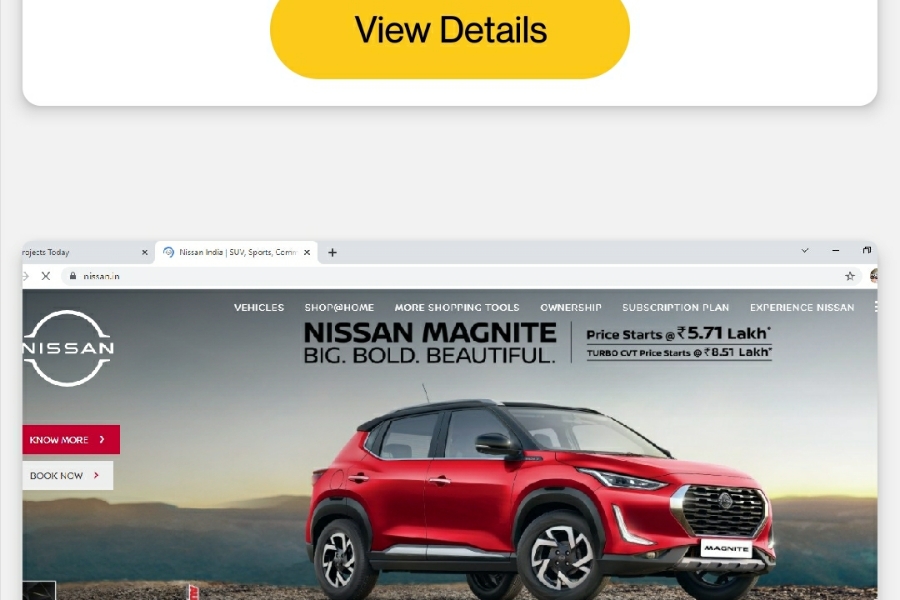 View Details
rojects Today
Nissan India | SUV, Sports, Com
nissan.in
VEHICLES SHOP@HOME MORE SHOPPING TOOLS OWNERSHIP SUBSCRIPTION PLAN EXPERIENCE NISSAN
NISSAN
NISSAN MAGNITE
BIG. BOLD. BEAUTIFUL.
Price Starts @ ₹5.71 Lakh*
TURBO CVT Price Starts @ ₹8.51 Lakh*
KNOW MORE
BOOK NOW
MAGNITE